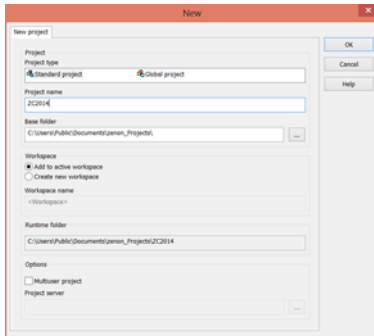 New
New project
OK
Cancel
Help
Project
Project type
Standard project
Global project
Project name
ZC2014
Base folder
C:\Users\Public\Documents\zenon_Projects\
...
Workspace
Add to active workspace
Create new workspace
Workspace name
<Workspace>
Runtime folder
C:\Users\Public\Documents\zenon_Projects\ZC2014
Options
Multiuser project
Project server
...